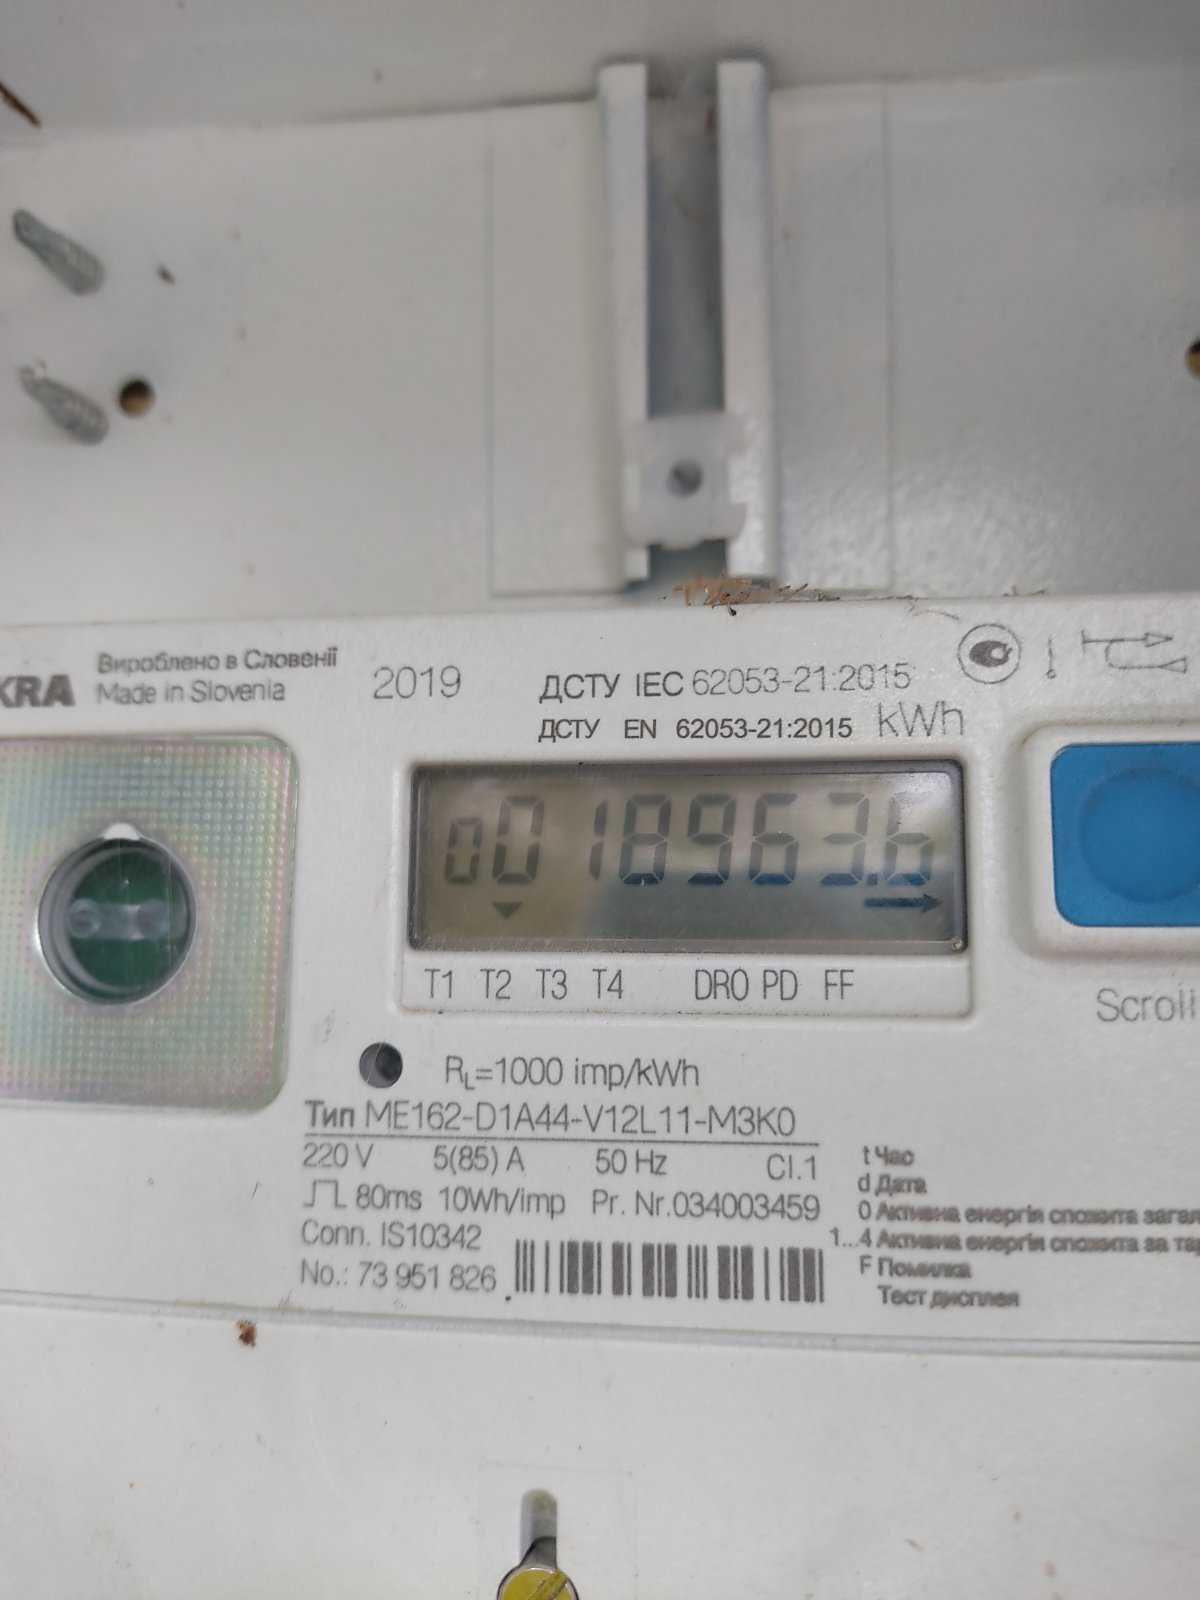 KRA
Вироблено в Словенії
Made in Slovenia
2019
ДСТУ IEC 62053-21:2015
ДСТУ EN 62053-21:2015 kWh
0 018963.6
T1 T2 T3 T4 DRO PD FF
Scroll
RL=1000 imp/kWh
Тип ME162-D1A44-V12L11-M3K0
220 V 5(85) A 50 Hz Cl.1
80ms 10Wh/imp Pr. Nr.034003459
Conn. IS10342
No.: 73 951 826
t Час
d Дата
0 Активна енергія спожита загал
1...4 Активна енергія спожита за тар
F Помилка
Тест дисплея